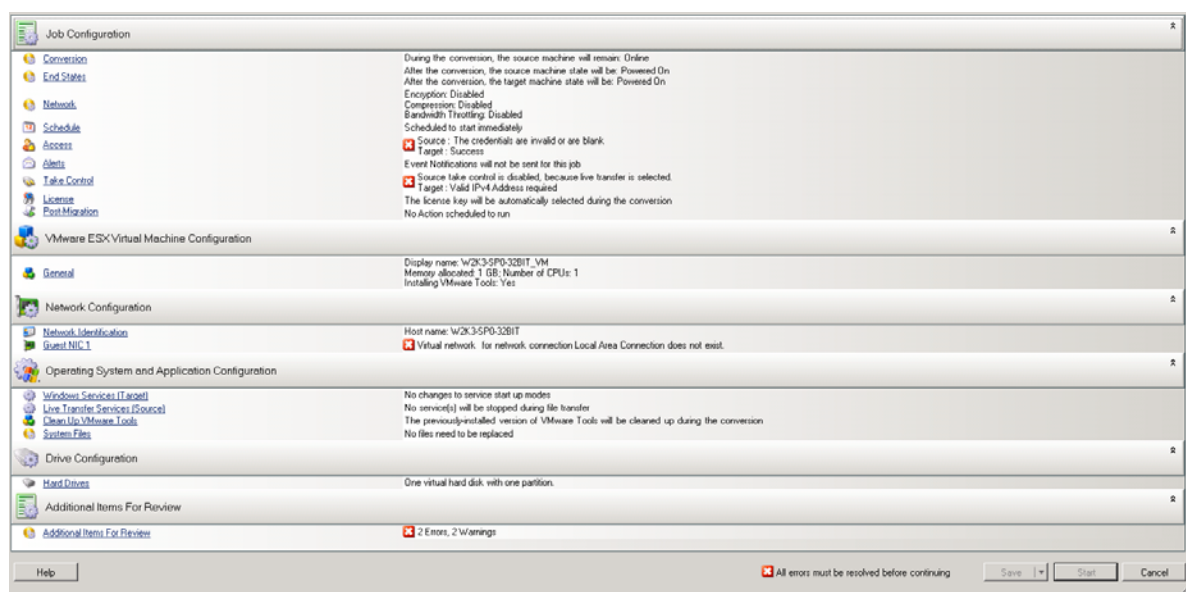 Job Configuration
Conversion
During the conversion, the source machine will remain: Online
End States
After the conversion, the source machine state will be: Powered On
After the conversion, the target machine state will be: Powered On
Network
Encryption: Disabled
Compression: Disabled
Bandwidth Throttling: Disabled
Schedule
Scheduled to start immediately
Access
Source : The credentials are invalid or are blank.
Target : Success
Alerts
Event Notifications will not be sent for this job
Take Control
Source take control is disabled, because live transfer is selected.
Target : Valid IPv4 Address required
License
The license key will be automatically selected during the conversion
Post Migration
No Action scheduled to run
VMware ESX Virtual Machine Configuration
General
Display name: W2K3-SP0-32BIT_VM
Memory allocated: 1 GB; Number of CPUs: 1
Installing VMware Tools: Yes
Network Configuration
Network Identification
Host name: W2K3-SP0-32BIT
Guest NIC 1
Virtual network for network connection Local Area Connection does not exist.
Operating System and Application Configuration
Windows Services (Target)
No changes to service start up modes
Live Transfer Services (Source)
No service(s) will be stopped during file transfer
Clean Up VMware Tools
The previously-installed version of VMware Tools will be cleaned up during the conversion
System Files
No files need to be replaced
Drive Configuration
Hard Drives
One virtual hard disk with one partition.
Additional Items For Review
Additional Items For Review
2 Errors, 2 Warnings
Help
All errors must be resolved before continuing
Save
Start
Cancel